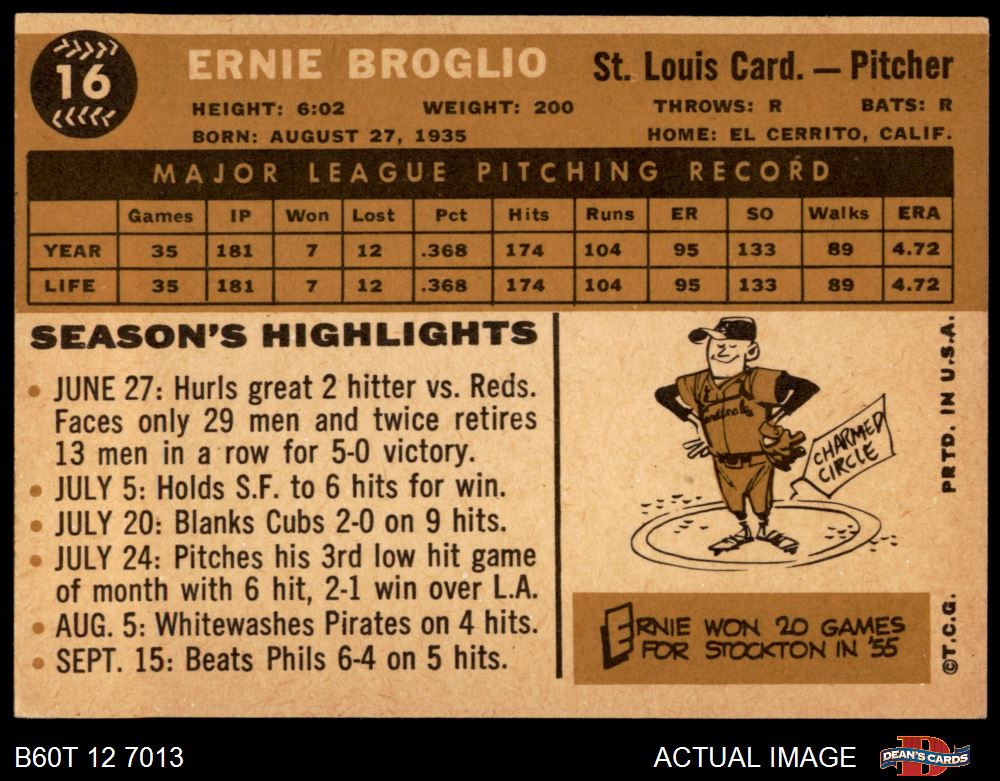 16
ERNIE BROGLIO
St. Louis Card. — Pitcher
HEIGHT: 6:02 WEIGHT: 200 THROWS: R BATS: R
BORN: AUGUST 27, 1935 HOME: EL CERRITO, CALIF.
MAJOR LEAGUE PITCHING RECORD
Games IP Won Lost Pct Hits Runs ER SO Walks ERA
YEAR 35 181 7 12 .368 174 104 95 133 89 4.72
LIFE 35 181 7 12 .368 174 104 95 133 89 4.72
SEASON'S HIGHLIGHTS
• JUNE 27: Hurls great 2 hitter vs. Reds.
Faces only 29 men and twice retires
13 men in a row for 5-0 victory.
• JULY 5: Holds S.F. to 6 hits for win.
• JULY 20: Blanks Cubs 2-0 on 9 hits.
• JULY 24: Pitches his 3rd low hit game
of month with 6 hit, 2-1 win over L.A.
• AUG. 5: Whitewashes Pirates on 4 hits.
• SEPT. 15: Beats Phils 6-4 on 5 hits.
Cardinals
CHARMED
CIRCLE
ERNIE WON 20 GAMES
FOR STOCKTON IN '55
©T.C.G. PRTD. IN U.S.A.
B60T 12 7013
ACTUAL IMAGE
DEAN'S CARDS